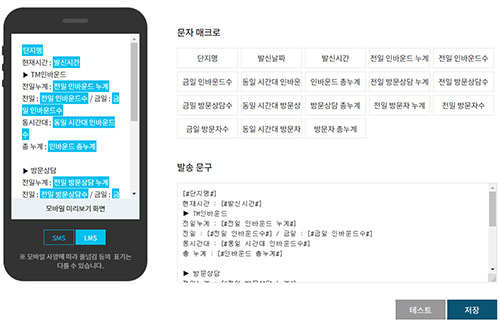 단지명
현재시간 : 발신시간
▶ TM인바운드
전일누계 : 전일 인바운드 누계
전일 : 전일 인바운드수 / 금일 : 금
일 인바운드수
동시간대 : 동일 시간대 인바운드
수
총 누계 : 인바운드 총누계
▶ 방문상담
전일누계 : 전일 방문상담 누계
전일 : 전일 방문상담수 / 금일 : 금
모바일 미리보기 화면
SMS LMS
※ 모바일 사양에 따라 줄넘김 등의 표기는
다를 수 있습니다.
문자 매크로
단지명 발신날짜 발신시간 전일 인바운드 누계 전일 인바운드수
금일 인바운드수 동일 시간대 인바운 인바운드 총누계 전일 방문상담 누계 전일 방문상담수
금일 방문상담수 동일 시간대 방문상 방문상담 총누계 전일 방문자 누계 전일 방문자수
금일 방문자수 동일 시간대 방문자 방문자 총누계
발송 문구
[#단지명#]
현재시간 : [#발신시간#]
▶ TM인바운드
전일누계 : [#전일 인바운드 누계#]
전일 : [#전일 인바운드수#] / 금일 : [#금일 인바운드수#]
동시간대 : [#동일 시간대 인바운드수#]
총 누계 : [#인바운드 총누계#]
▶ 방문상담
전일누계 : [#전일 방문상담 누계#]
테스트 저장